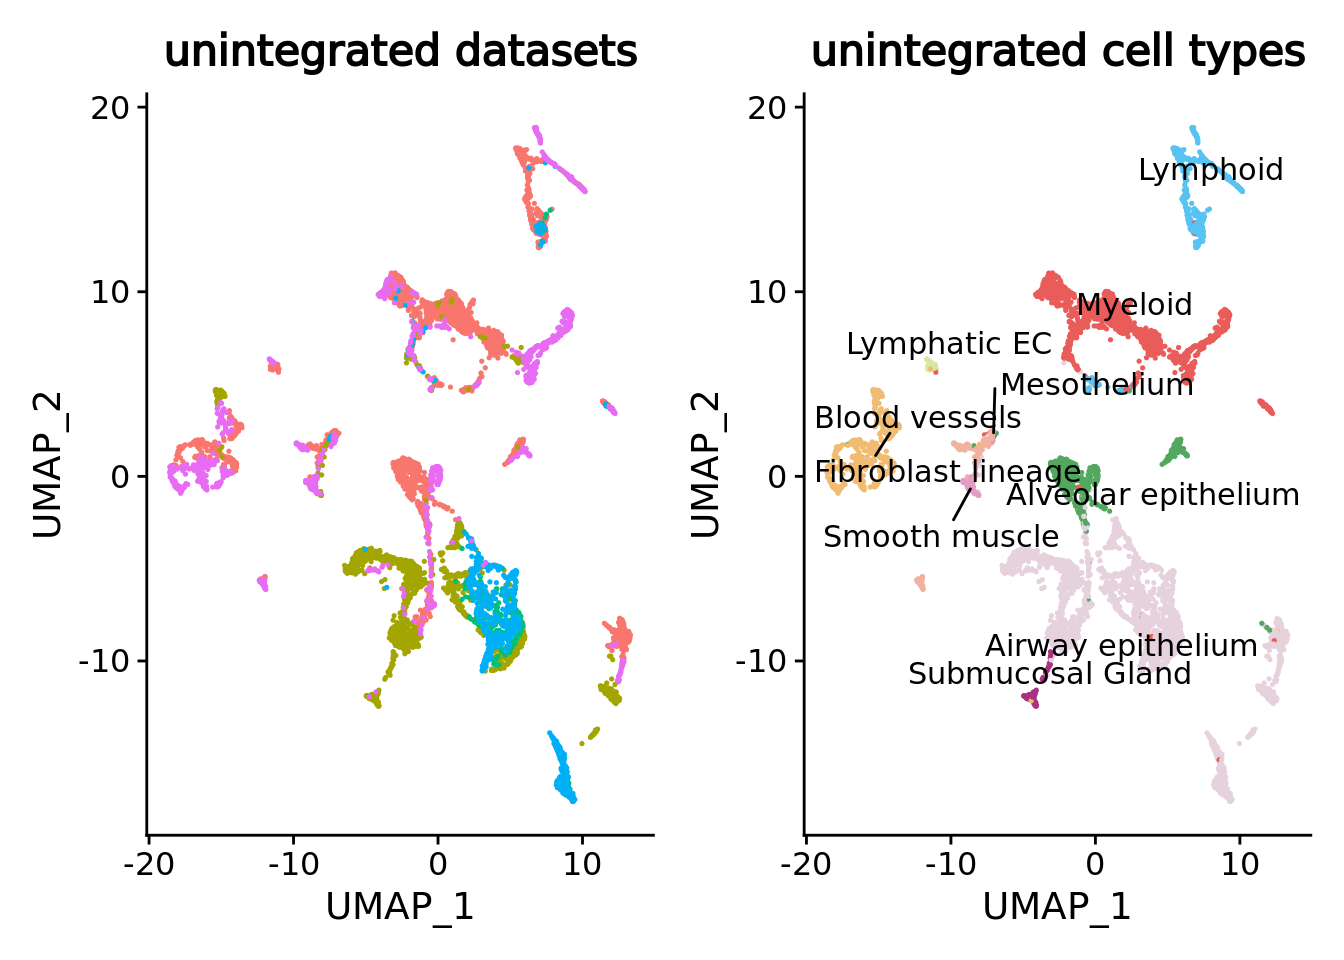 unintegrated datasets
20
10
0
-10
UMAP_2
-20
-10
0
10
UMAP_1
unintegrated cell types
20
10
0
-10
UMAP_2
Lymphoid
Myeloid
Lymphatic EC
Mesothelium
Blood vessels
Fibroblast lineage
Alveolar epithelium
Smooth muscle
Airway epithelium
Submucosal Gland
-20
-10
0
10
UMAP_1